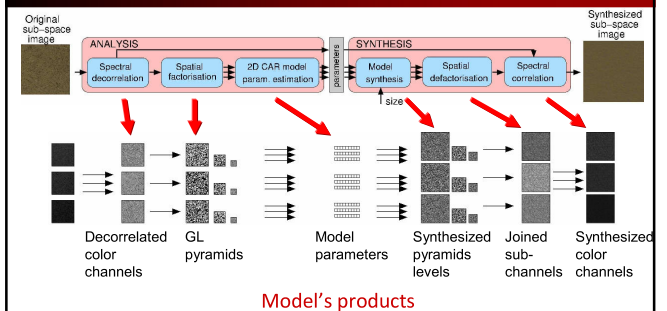 Original
sub-space
image
ANALYSIS
Spectral
decorrelation
Spatial
factorisation
2D CAR model
param. estimation
parameters
SYNTHESIS
Model
synthesis
Spatial
defactorisation
Spectral
correlation
size
Synthesized
sub-space
image
Decorrelated
color
channels
GL
pyramids
Model
parameters
Synthesized
pyramids
levels
Joined
sub-
channels
Synthesized
color
channels
Model's products